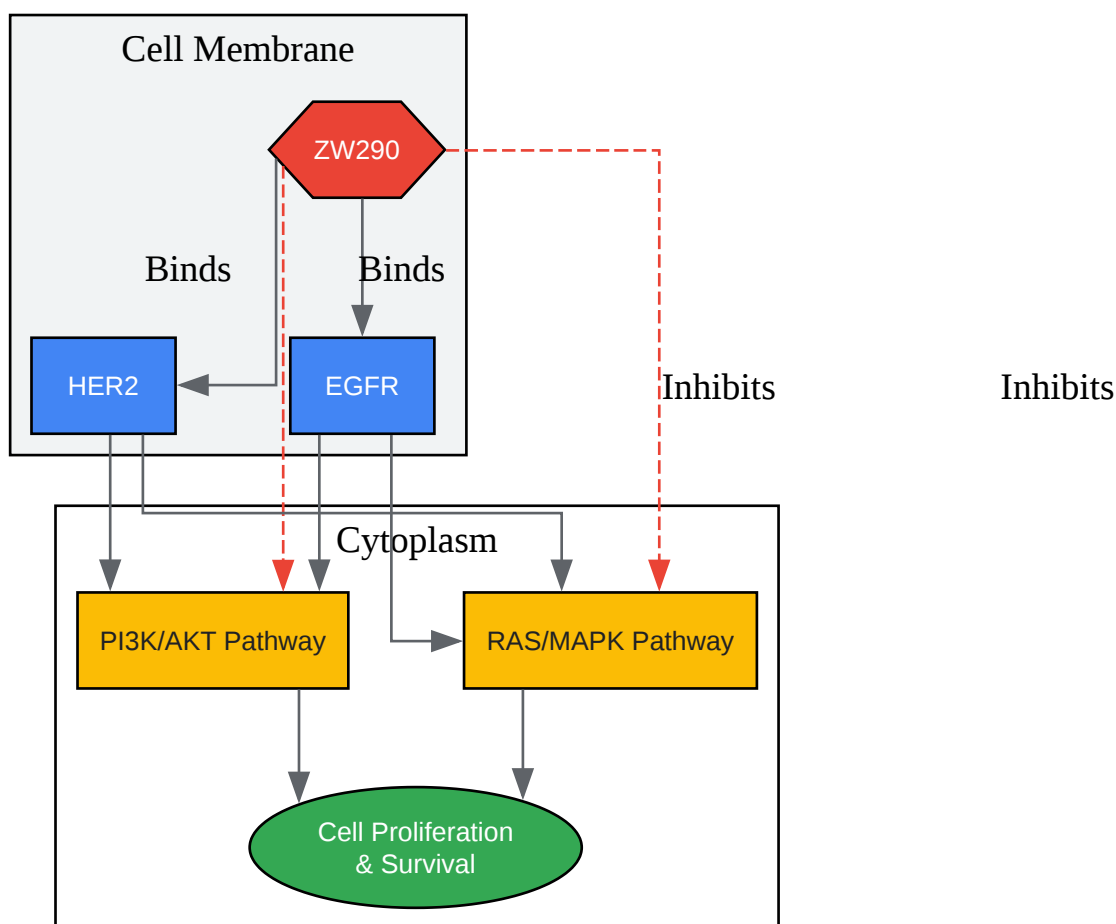 Cell Membrane
ZW290
Binds
Binds
HER2
EGFR
Inhibits
Inhibits
Cytoplasm
PI3K/AKT Pathway
RAS/MAPK Pathway
Cell Proliferation
& Survival